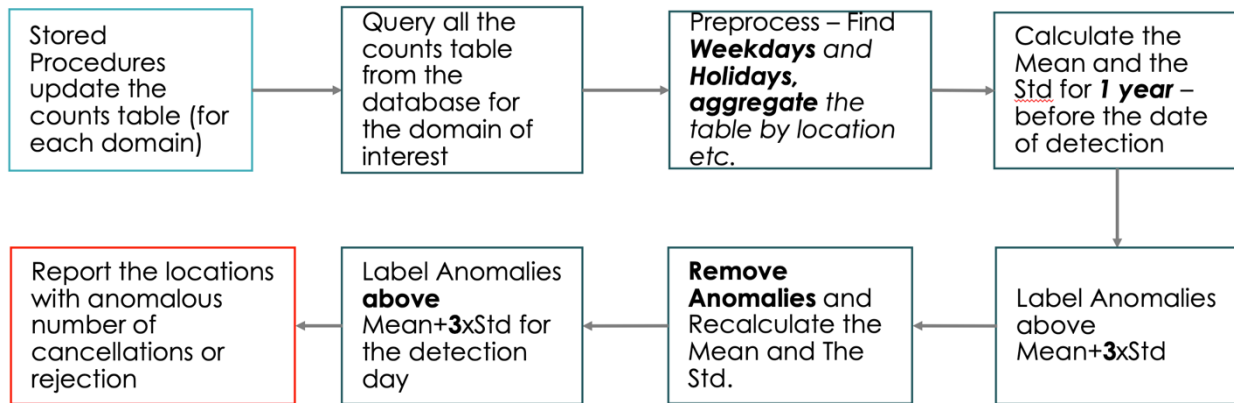 Stored
Procedures
update the
counts table (for
each domain)
Query all the
counts table
from the
database for
the domain of
interest
Preprocess – Find
Weekdays and
Holidays,
aggregate the
table by location
etc.
Calculate the
Mean and the
Std for 1 year –
before the date
of detection
Label Anomalies
above
Mean+3xStd
Remove
Anomalies and
Recalculate the
Mean and The
Std.
Label Anomalies
above
Mean+3xStd for
the detection
day
Report the locations
with anomalous
number of
cancellations or
rejection